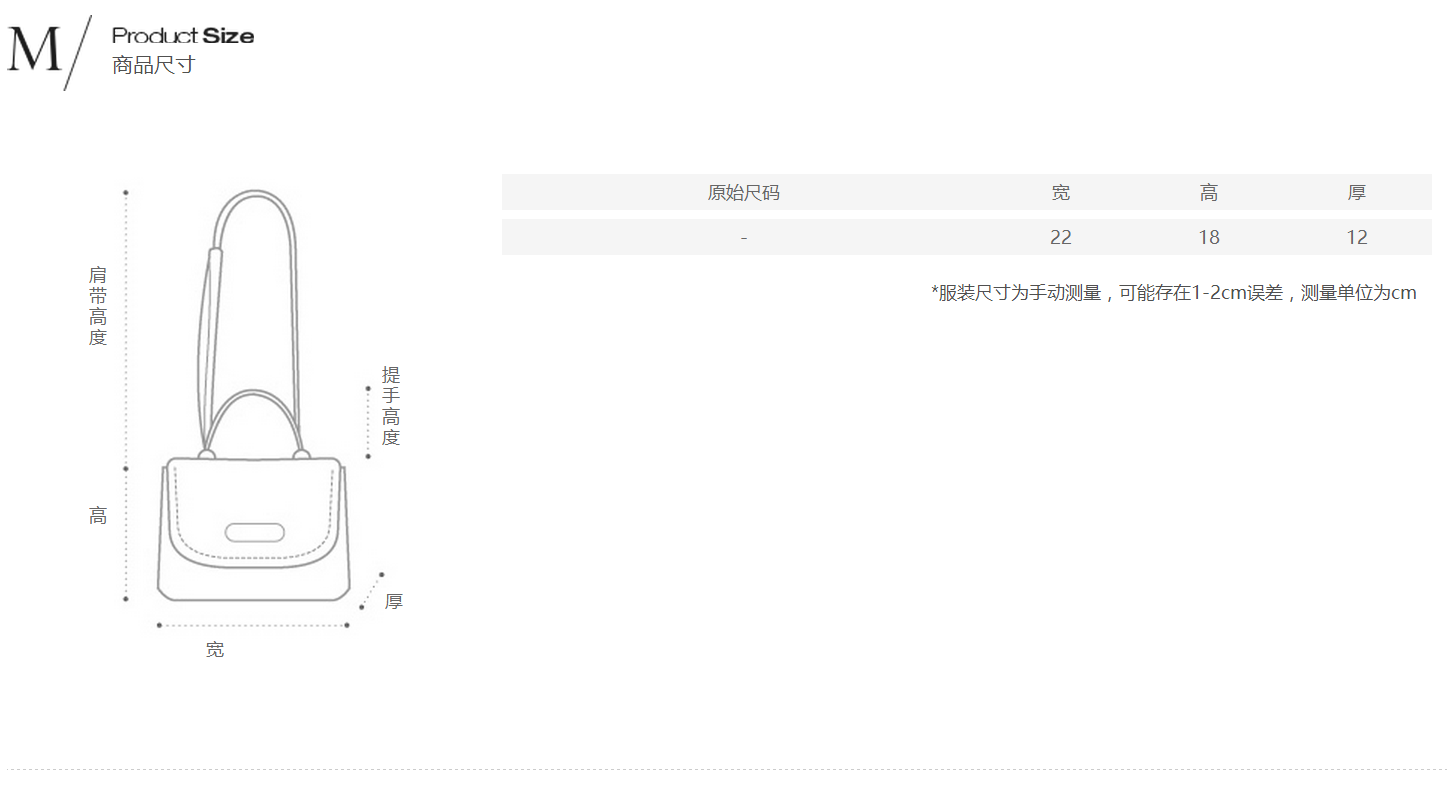 M/
Product Size
商品尺寸
原始尺码 宽 高 厚
- 22 18 12
*服装尺寸为手动测量，可能存在1-2cm误差，测量单位为cm
肩带高度
提手高度
高
厚
宽